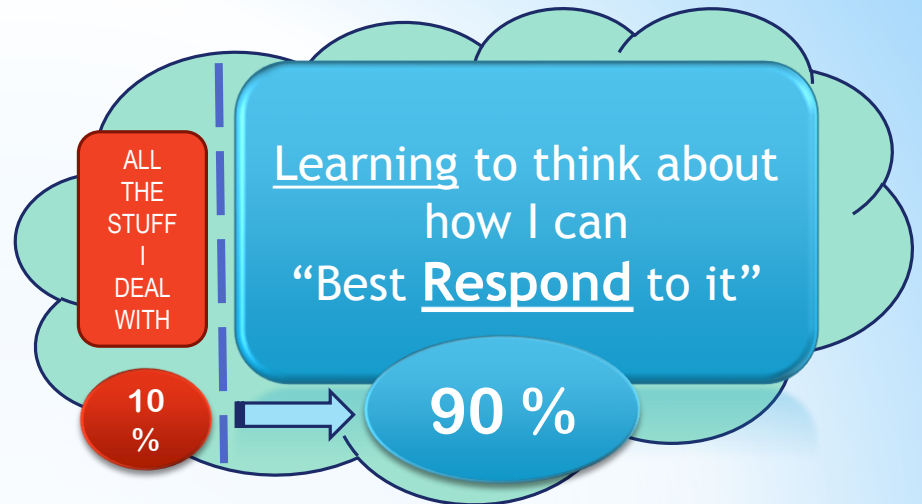 ALL
THE
STUFF
I
DEAL
WITH
Learning to think about
how I can
“Best Respond to it”
10
%
90 %